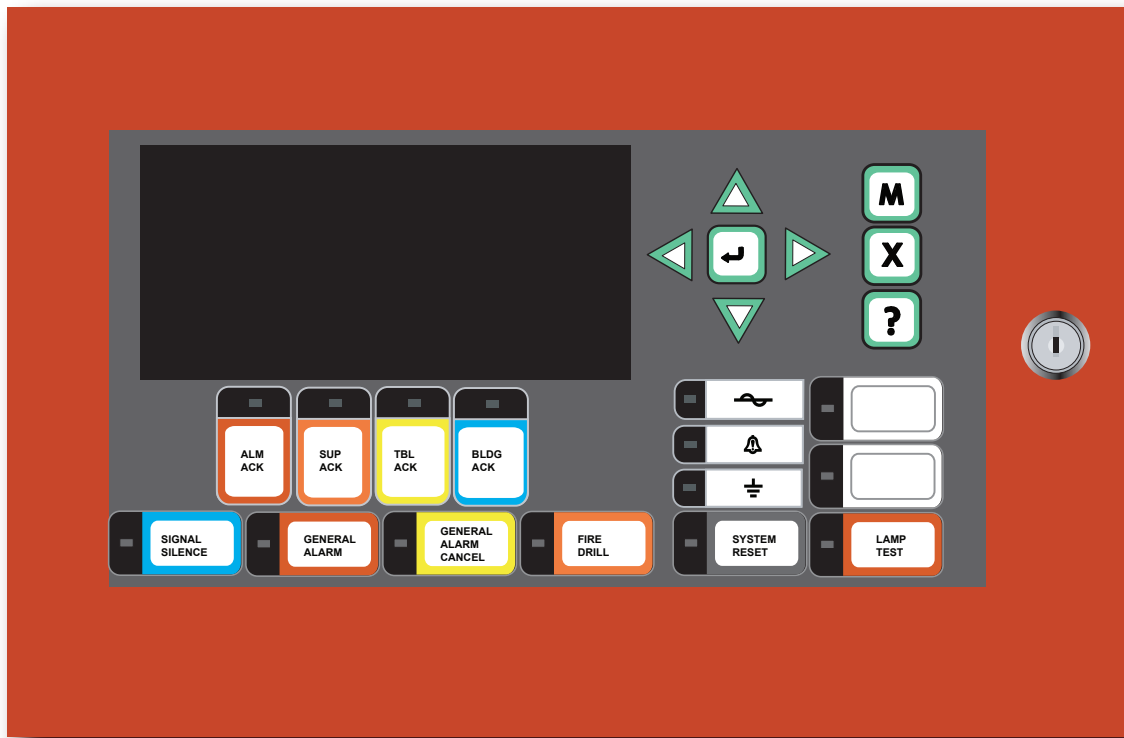 M
X
?
ALM
ACK
SUP
ACK
TBL
ACK
BLDG
ACK
SIGNAL
SILENCE
GENERAL
ALARM
GENERAL
ALARM
CANCEL
FIRE
DRILL
SYSTEM
RESET
LAMP
TEST